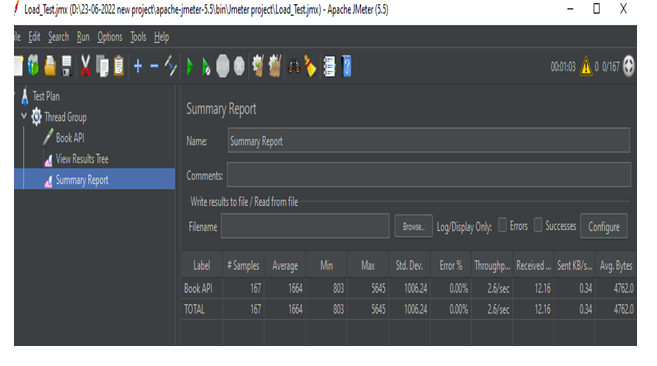 Load_Test.jmx (D:\23-06-2022 new project\apache-jmeter-5.5\bin\Jmeter project\Load_Test.jmx) - Apache JMeter (5.5)
ile Edit Search Run Options Tools Help
00:01:03 0 0/167
Test Plan
Thread Group
Book API
View Results Tree
Summary Report
Summary Report
Name: Summary Report
Comments:
Write results to file / Read from file
Filename Browse... Log/Display Only: Errors Successes Configure
Label # Samples Average Min Max Std. Dev. Error % Throughp... Received ... Sent KB/s... Avg. Bytes
Book API 167 1664 803 5645 1006.24 0.00% 2.6/sec 12.16 0.34 4762.0
TOTAL 167 1664 803 5645 1006.24 0.00% 2.6/sec 12.16 0.34 4762.0